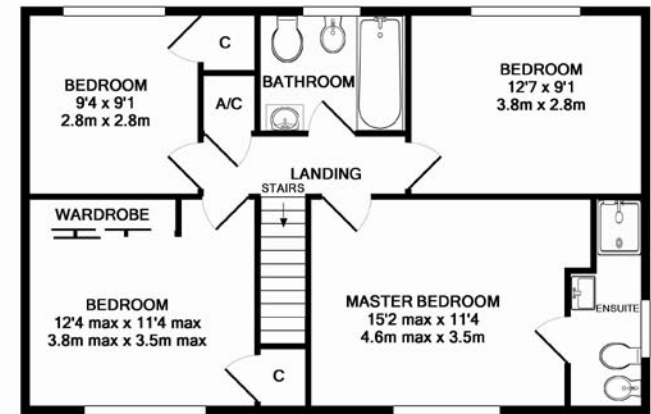 C
BEDROOM
9'4 x 9'1
2.8m x 2.8m
A/C
BATHROOM
BEDROOM
12'7 x 9'1
3.8m x 2.8m
LANDING
STAIRS
WARDROBE
BEDROOM
12'4 max x 11'4 max
3.8m max x 3.5m max
C
MASTER BEDROOM
15'2 max x 11'4
4.6m max x 3.5m
ENSUITE